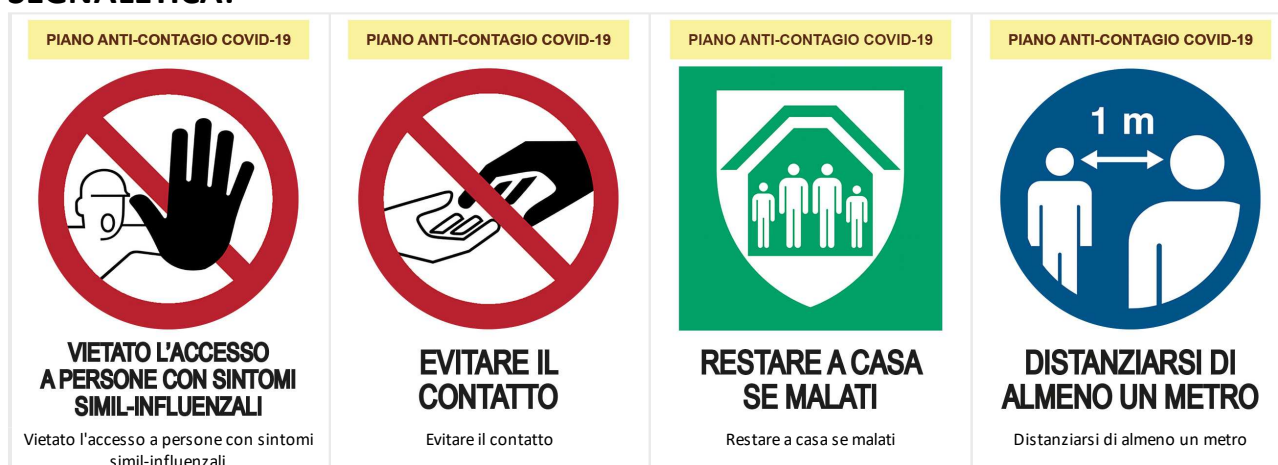 SEGNALETICA:
PIANO ANTI-CONTAGIO COVID-19
VIETATO L'ACCESSO
A PERSONE CON SINTOMI
SIMIL-INFLUENZALI
Vietato l'accesso a persone con sintomi
simil-influenzali
PIANO ANTI-CONTAGIO COVID-19
EVITARE IL
CONTATTO
Evitare il contatto
PIANO ANTI-CONTAGIO COVID-19
RESTARE A CASA
SE MALATI
Restare a casa se malati
PIANO ANTI-CONTAGIO COVID-19
1 m
DISTANZIARSI DI
ALMENO UN METRO
Distanziarsi di almeno un metro